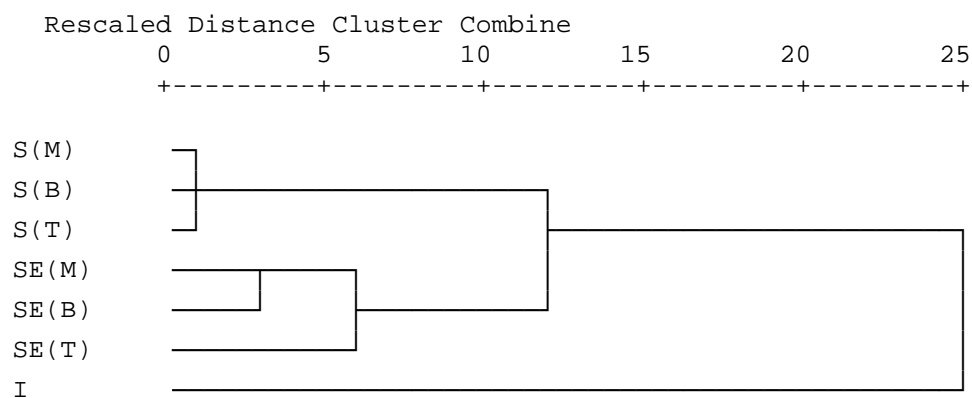 Rescaled Distance Cluster Combine
0 5 10 15 20 25
+---------+---------+---------+---------+---------+
S(M)
S(B)
S(T)
SE(M)
SE(B)
SE(T)
I